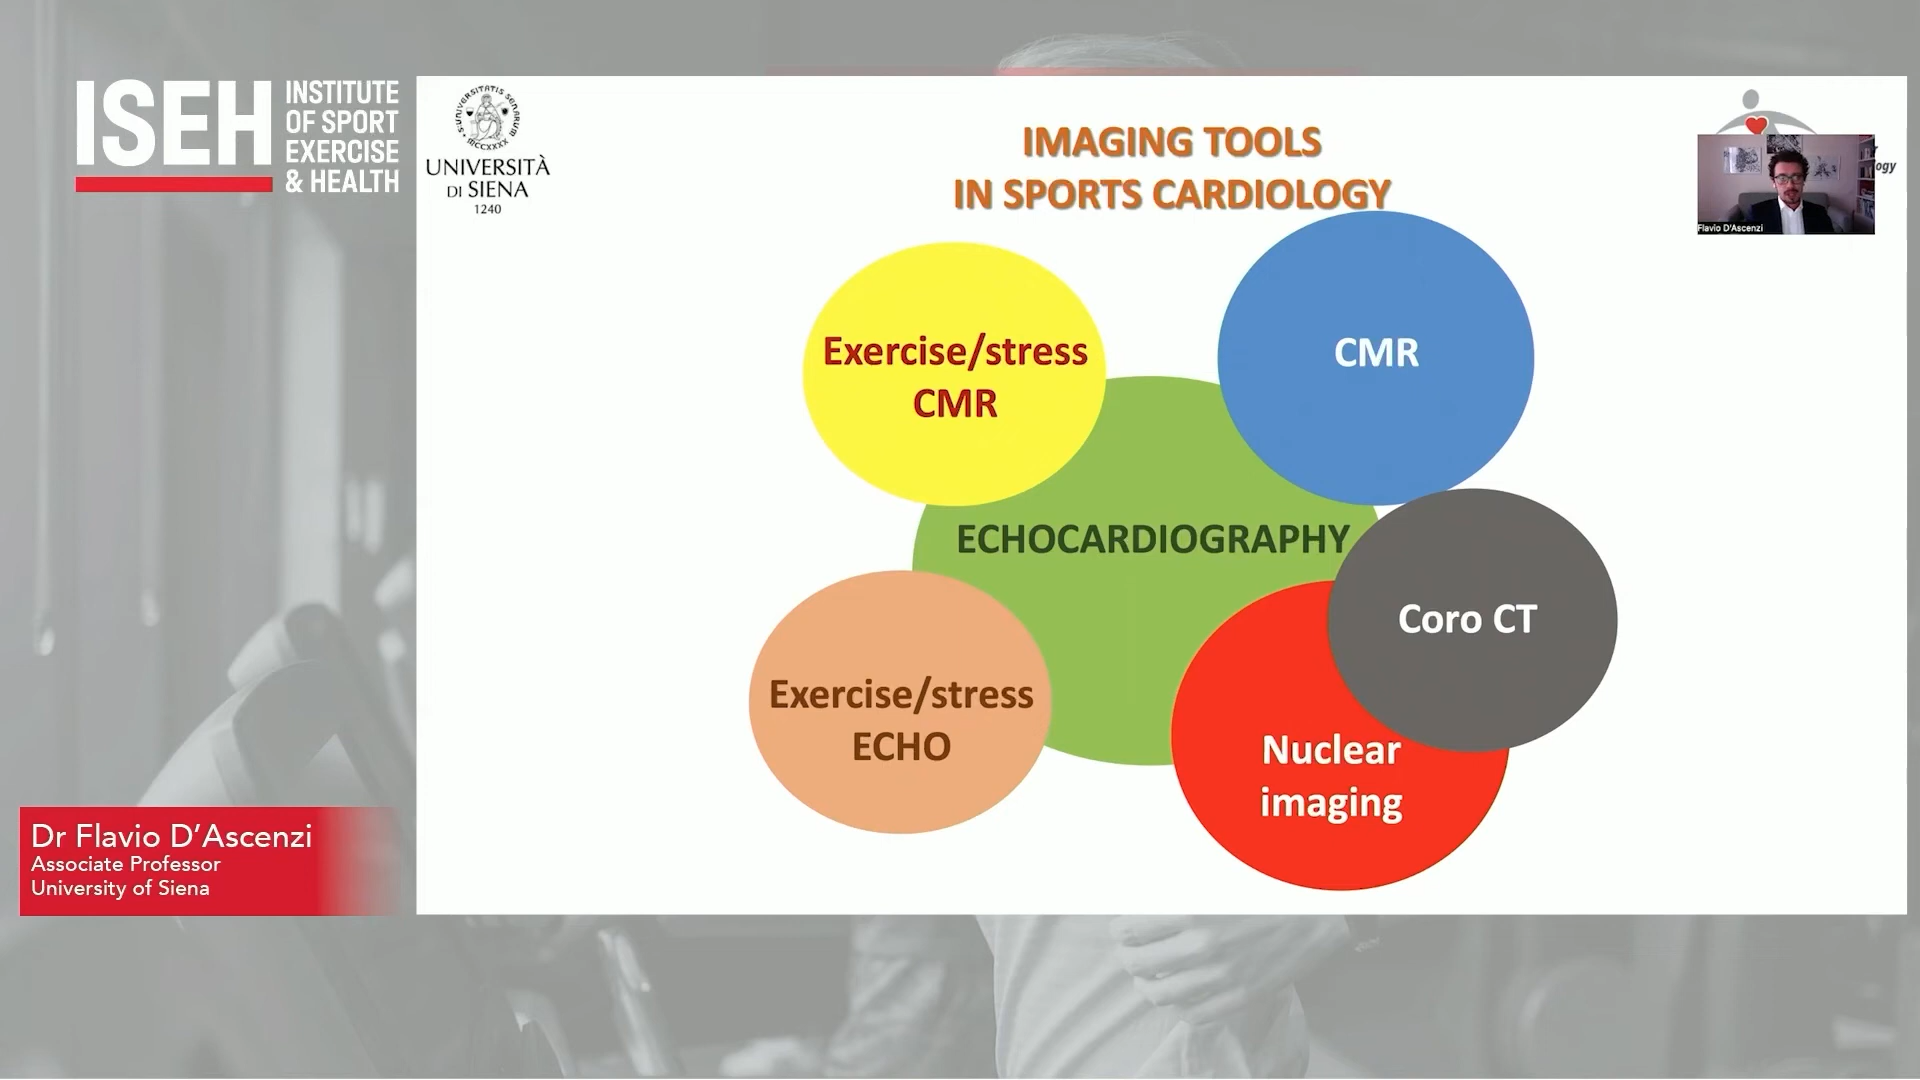 ISEH
INSTITUTE
OF SPORT
EXERCISE
& HEALTH
UNIVERSITÀ
DI SIENA
1240
IMAGING TOOLS
IN SPORTS CARDIOLOGY
ogy
Flavio D'Ascenzi
Exercise/stress
CMR
CMR
ECHOCARDIOGRAPHY
Coro CT
Exercise/stress
ECHO
Nuclear
imaging
Dr Flavio D'Ascenzi
Associate Professor
University of Siena